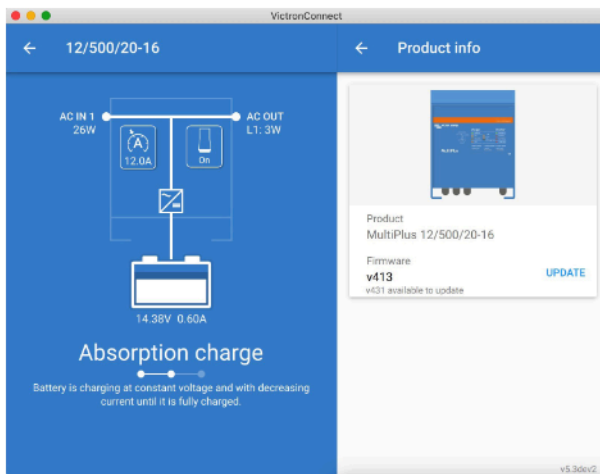 VictronConnect
12/500/20-16
AC IN 1
26W
AC OUT
L1: 3W
12.0A
On
14.38V 0.60A
Absorption charge
Battery is charging at constant voltage and with decreasing
current until it is fully charged.
Product info
MultiPlus
Product
MultiPlus 12/500/20-16
Firmware
v413
UPDATE
v431 available to update
v5.3dev2